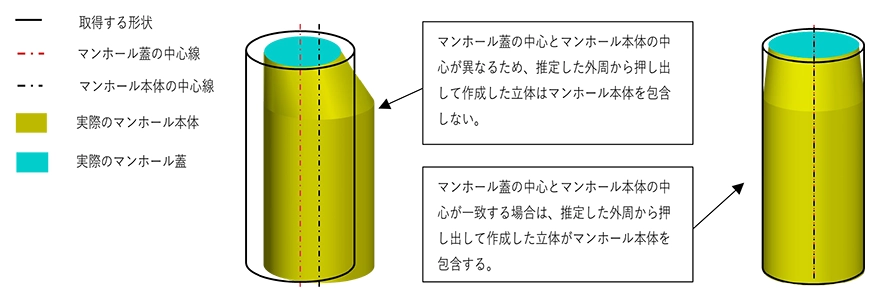 取得する形状
マンホール蓋の中心線
マンホール本体の中心線
実際のマンホール本体
実際のマンホール蓋
マンホール蓋の中心とマンホール本体の中
心が異なるため、推定した外周から押し出
して作成した立体はマンホール本体を包含
しない。
マンホール蓋の中心とマンホール本体の中
心が一致する場合は、推定した外周から押
し出して作成した立体がマンホール本体を
包含する。